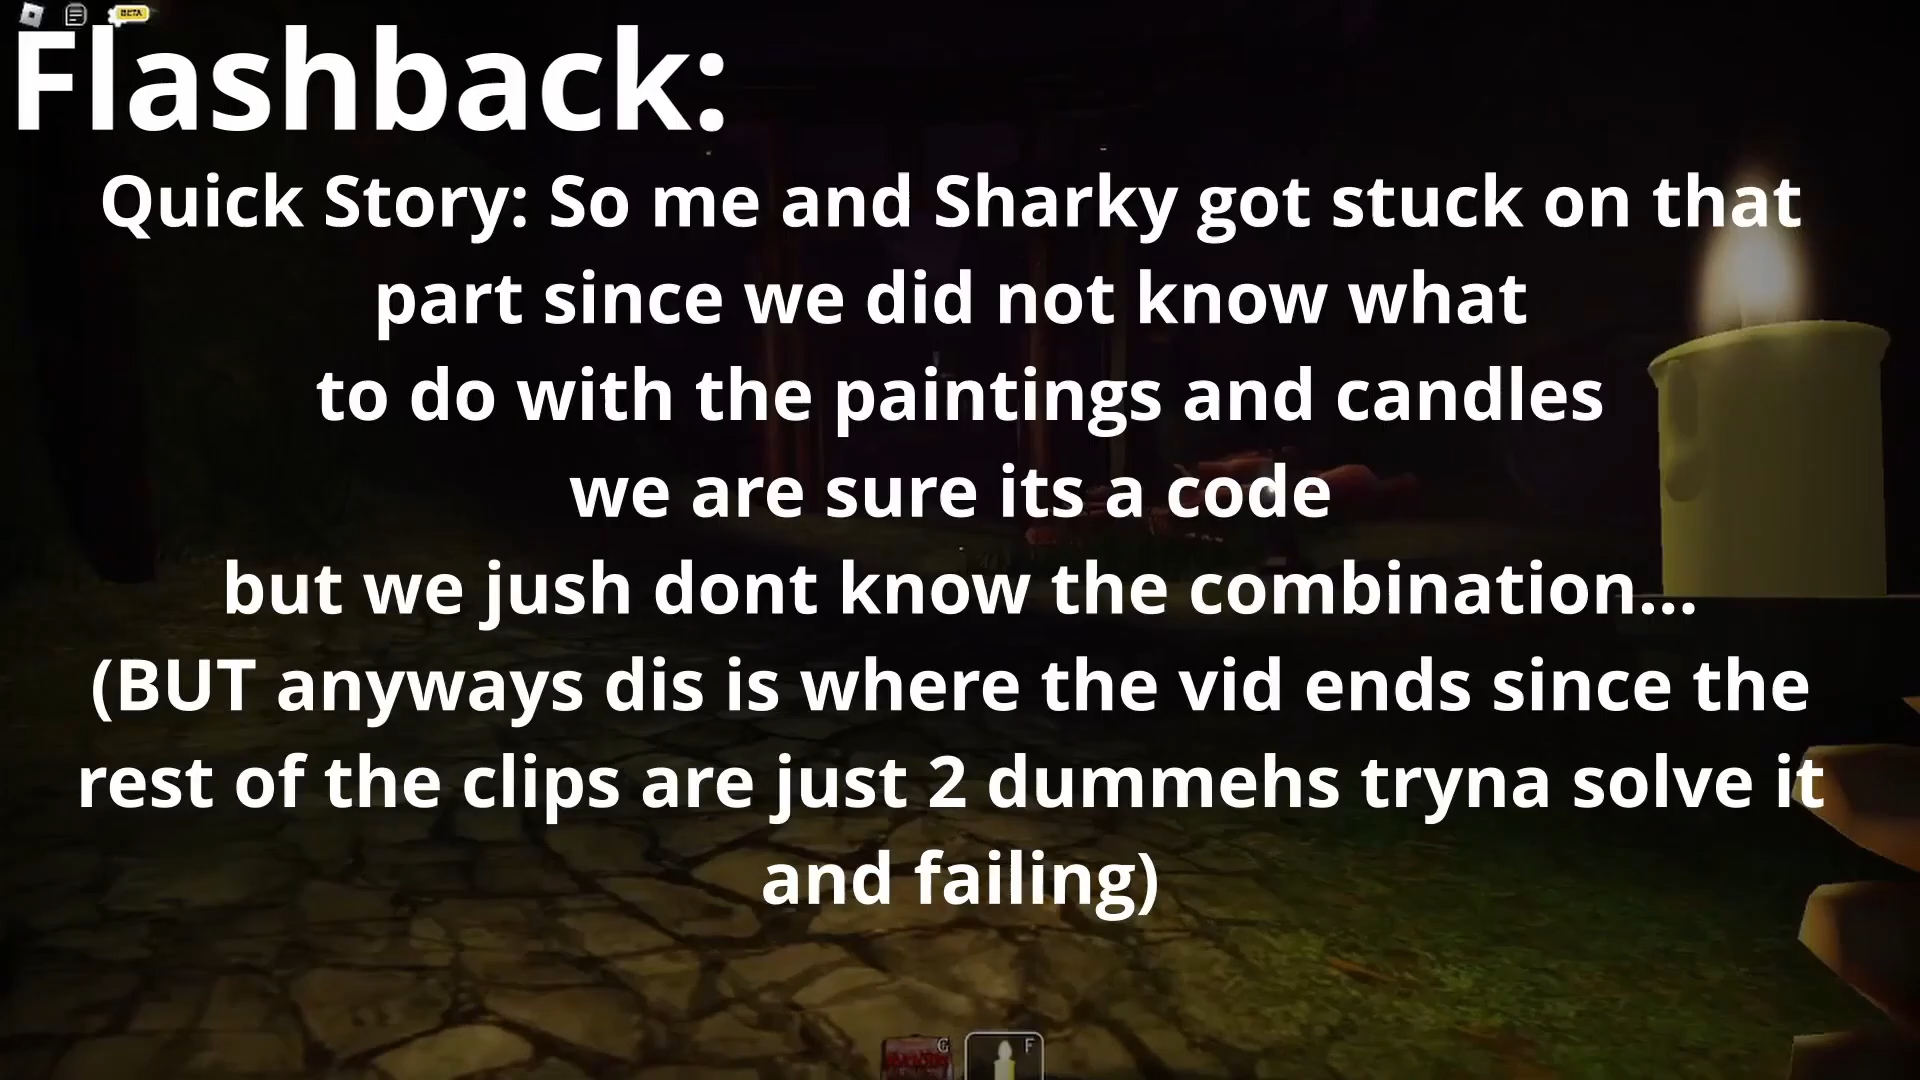 BETA
Flashback:
Quick Story: So me and Sharky got stuck on that
part since we did not know what
to do with the paintings and candles
we are sure its a code
but we jush dont know the combination...
(BUT anyways dis is where the vid ends since the
rest of the clips are just 2 dummehs tryna solve it
and failing)
G
F